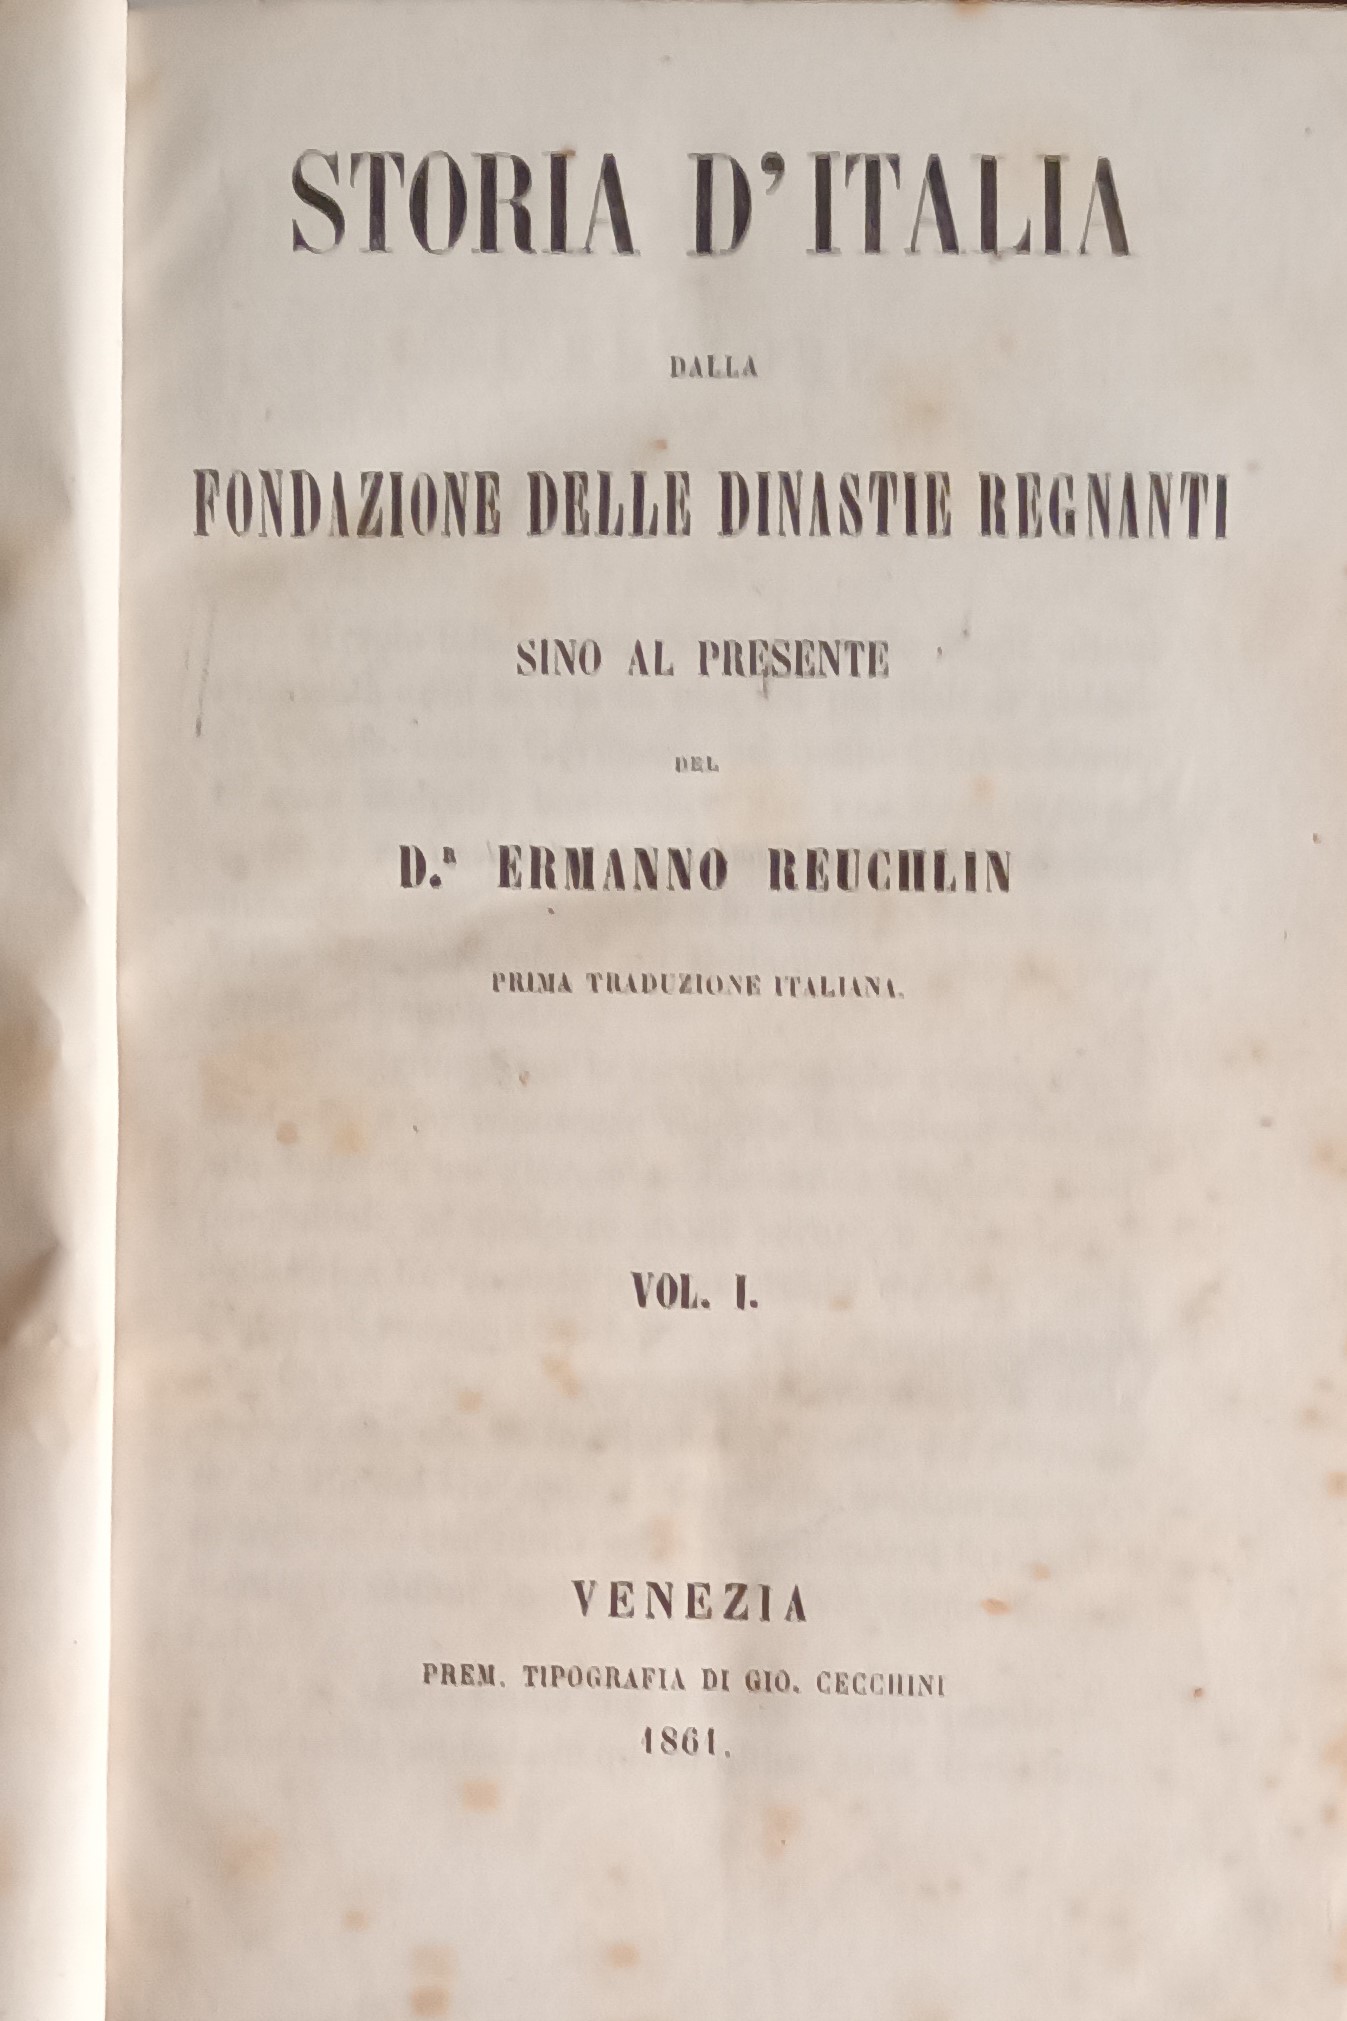 STORIA D'ITALIA
DALLA
FONDAZIONE DELLE DINASTIE REGNANTI
SINO AL PRESENTE
DEL
D.R ERMANNO REUCHLIN
PRIMA TRADUZIONE ITALIANA.
VOL. I.
VENEZIA
PREM. TIPOGRAFIA DI GIO. CECCHINI
1861.